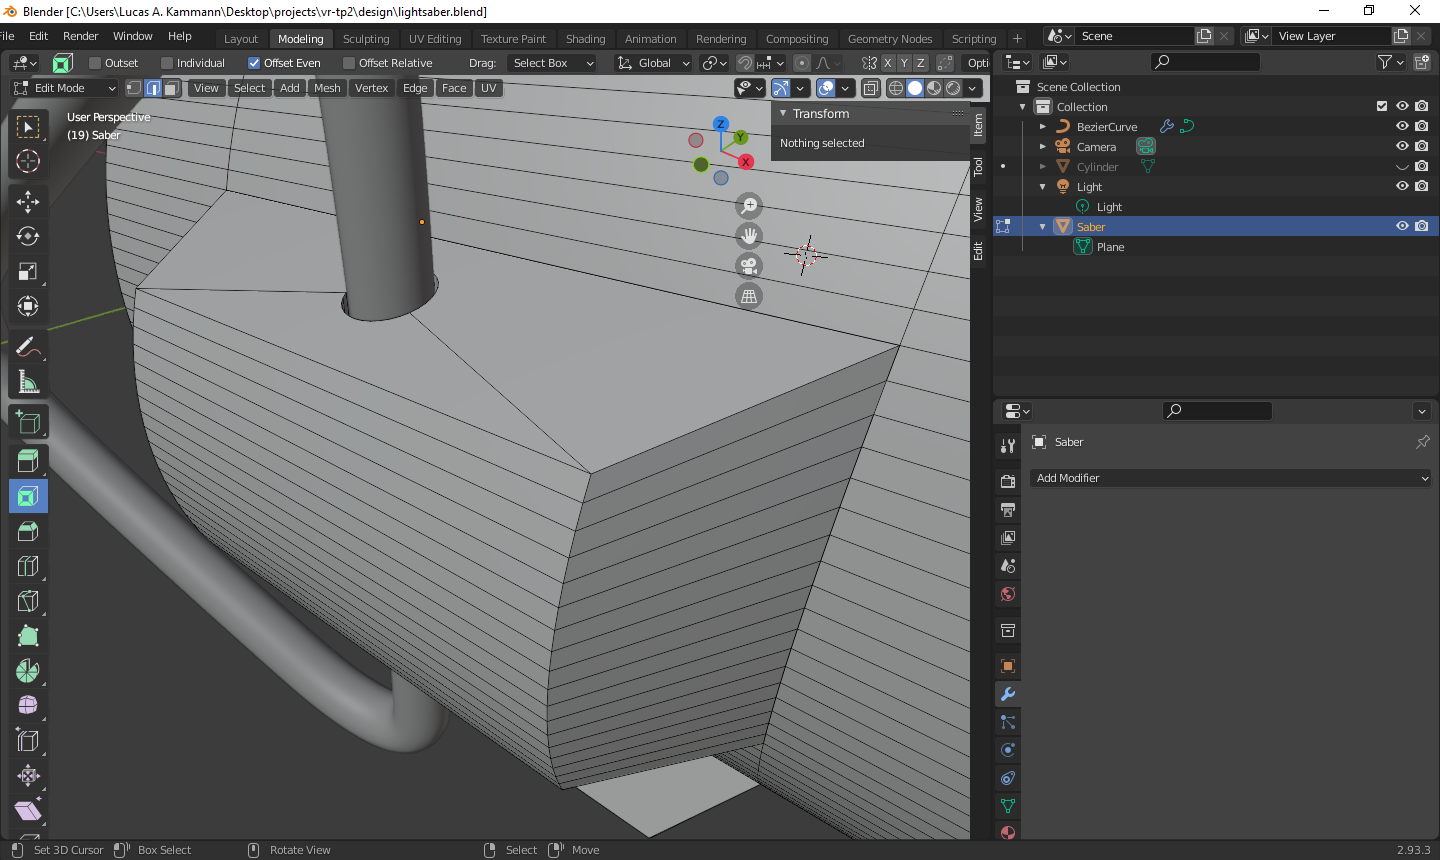 Blender [C:\Users\Lucas A. Kammann\Desktop\projects\vr-tp2\design\lightsaber.blend]
File Edit Render Window Help Layout Modeling Sculpting UV Editing Texture Paint Shading Animation Rendering Compositing Geometry Nodes Scripting + Scene View Layer
Outset Individual Offset Even Offset Relative Drag: Select Box Global X Y Z Opti
Edit Mode View Select Add Mesh Vertex Edge Face UV
User Perspective
(19) Saber
Z
Y
X
Transform
Nothing selected
Item
Tool
View
Edit
Scene Collection
Collection
BezierCurve
Camera
Cylinder
Light
Light
Saber
Plane
Saber
Add Modifier
Set 3D Cursor Box Select Rotate View Select Move 2.93.3